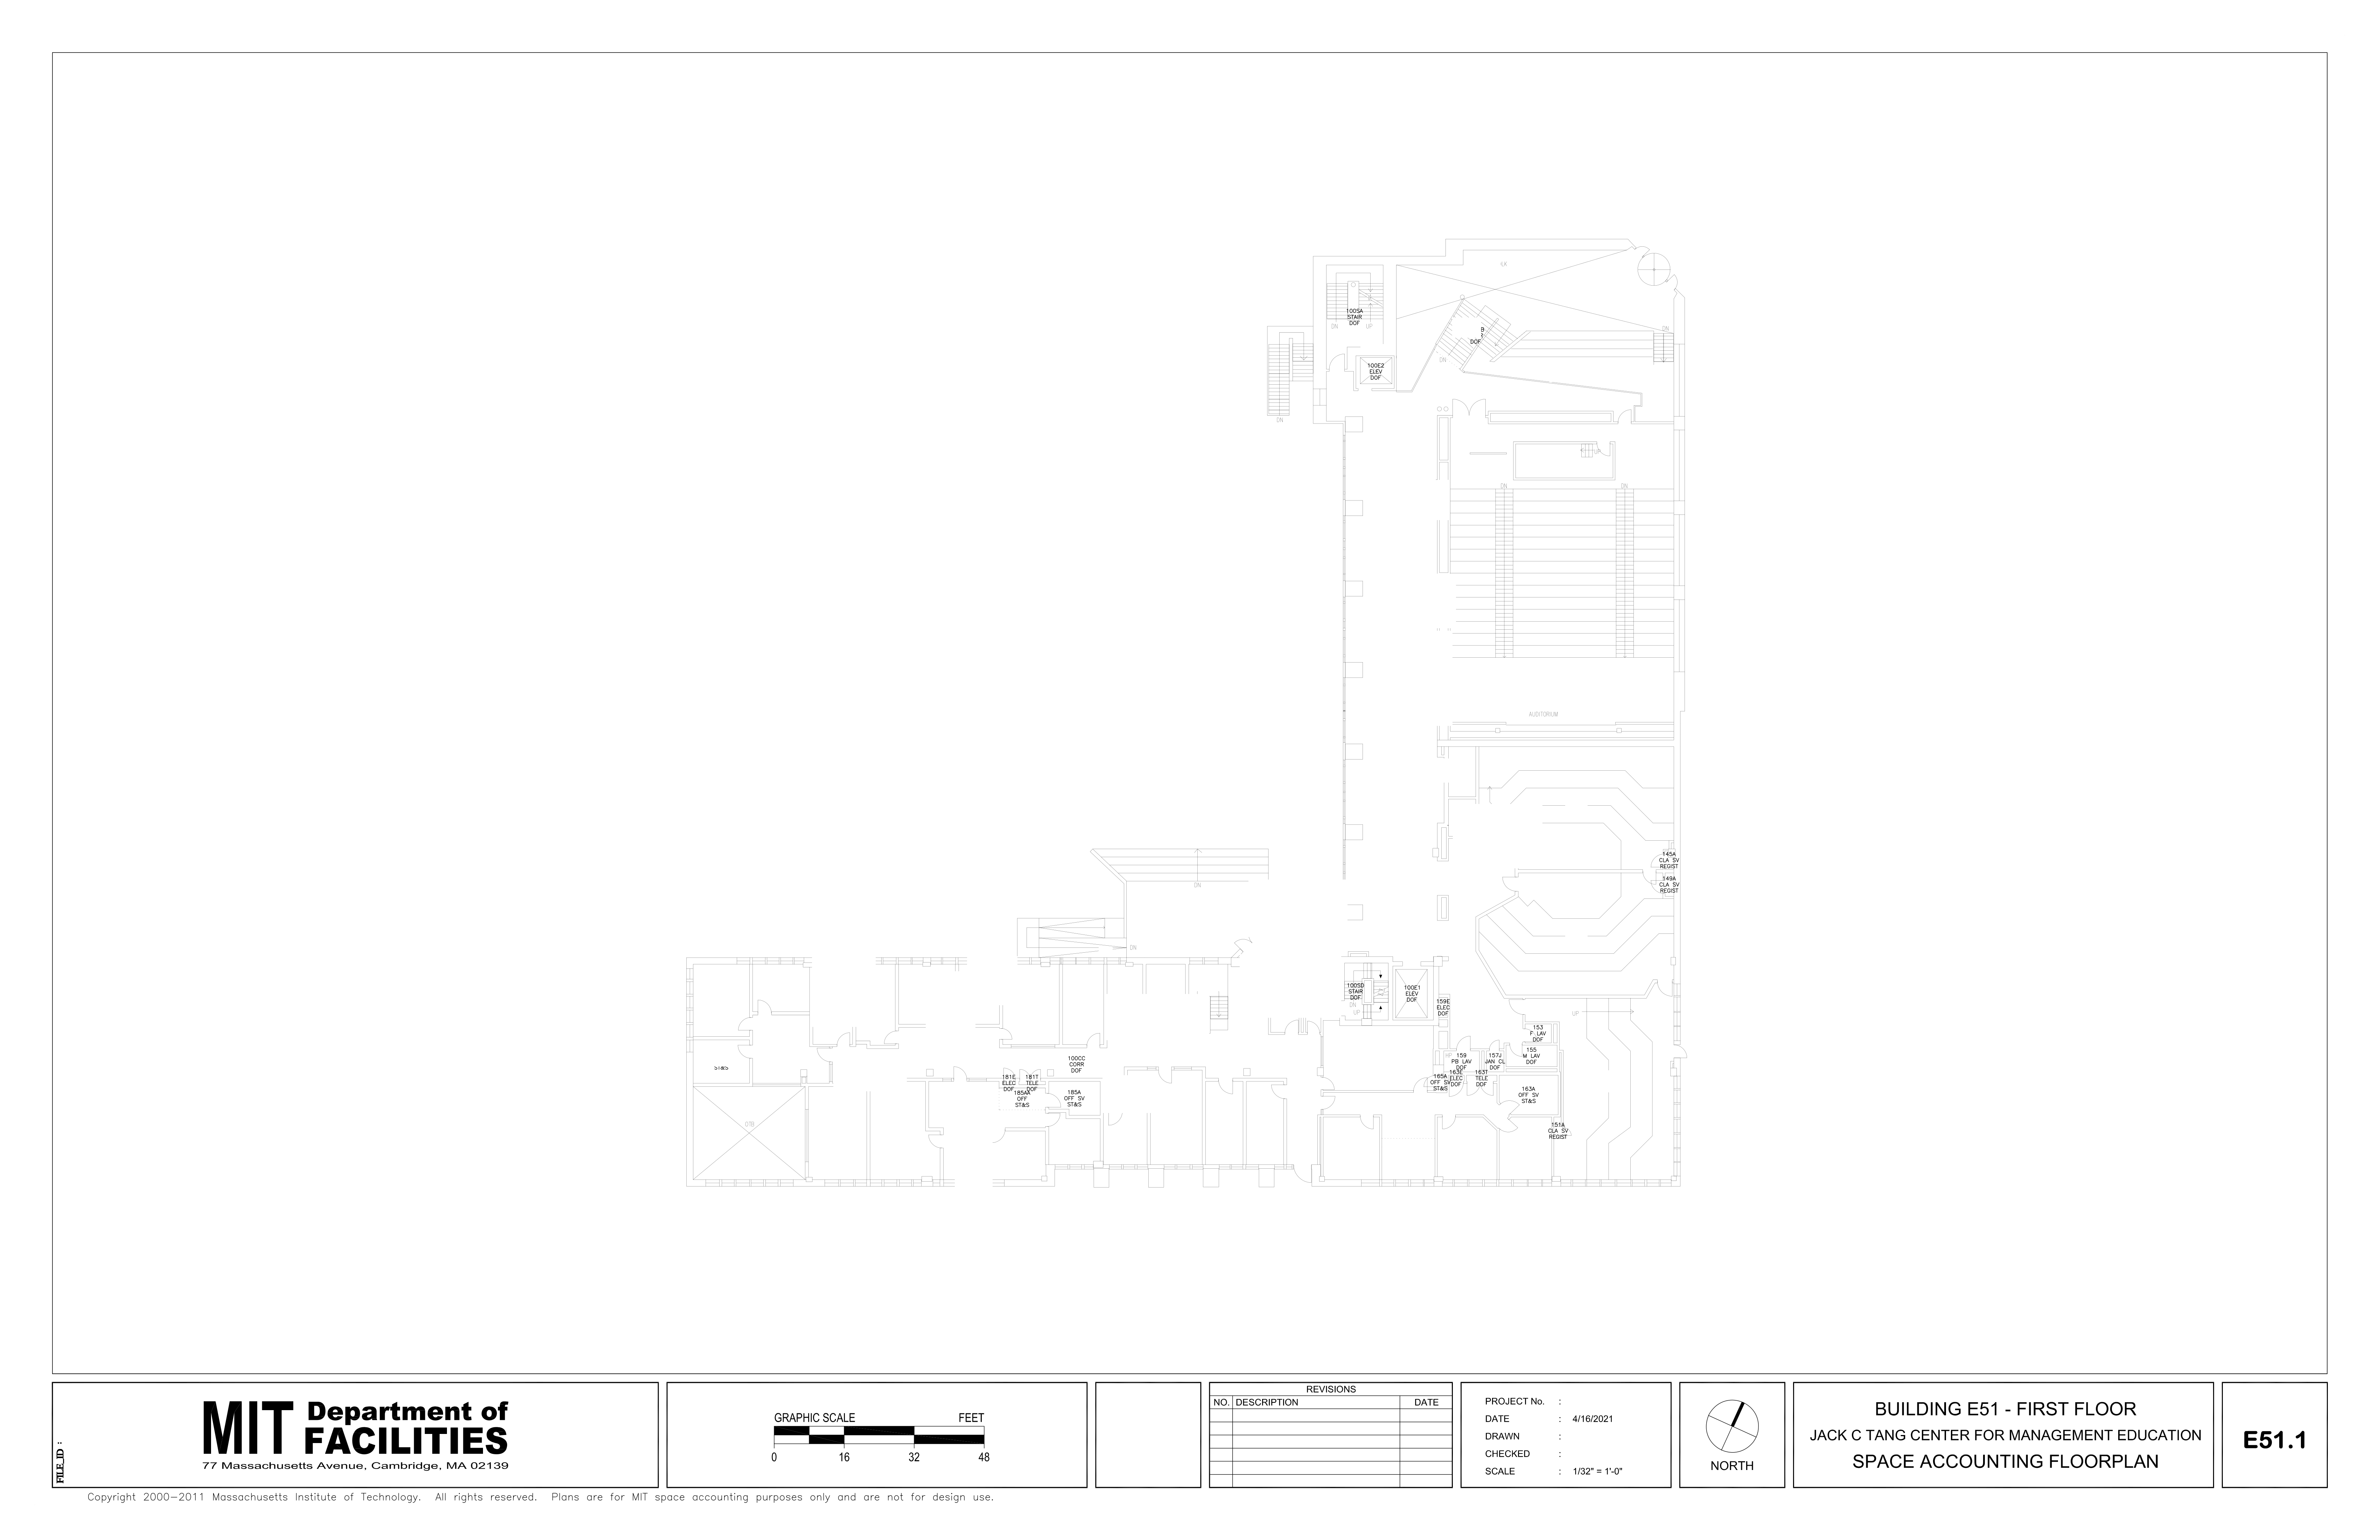 ILK
100SA
STAIR
DOF
DN
UP
DN
DOF
DN
100E2
ELEV
DOF
DN
UP
DN
DN
AUDITORIUM
145A
CLA SV
REGIST
149A
CLA SV
REGIST
DN
DN
100SD
STAIR
DOF
DN
UP
100E1
ELEV
DOF
159E
ELEC
DOF
UP
153
F LAV
DOF
155
M LAV
DOF
159
PB LAV
DOF
157J
JAN CL
DOF
100CC
CORR
DOF
ST&S
181E
ELEC
DOF
181T
TELE
DOF
185AA
OFF
ST&S
185A
OFF SV
ST&S
165A
OFF SV
ST&S
163E
ELEC
DOF
163T
TELE
DOF
163A
OFF SV
ST&S
151A
CLA SV
REGIST
OTB
FILE_ID :
MIT Department of
FACILITIES
77 Massachusetts Avenue, Cambridge, MA 02139
GRAPHIC SCALE FEET
0 16 32 48
REVISIONS
NO. DESCRIPTION DATE
PROJECT No. :
DATE : 4/16/2021
DRAWN :
CHECKED :
SCALE : 1/32" = 1'-0"
NORTH
BUILDING E51 - FIRST FLOOR
JACK C TANG CENTER FOR MANAGEMENT EDUCATION
SPACE ACCOUNTING FLOORPLAN
E51.1
Copyright 2000-2011 Massachusetts Institute of Technology. All rights reserved. Plans are for MIT space accounting purposes only and are not for design use.